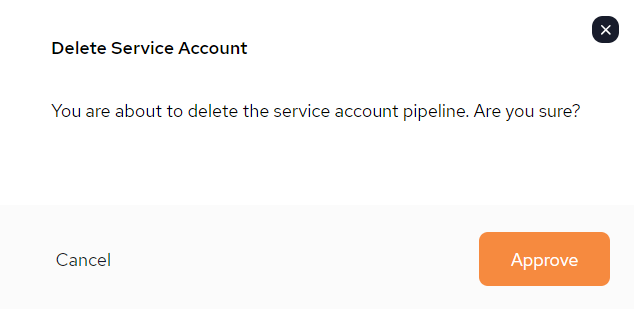 Delete Service Account
You are about to delete the service account pipeline. Are you sure?
Cancel
Approve